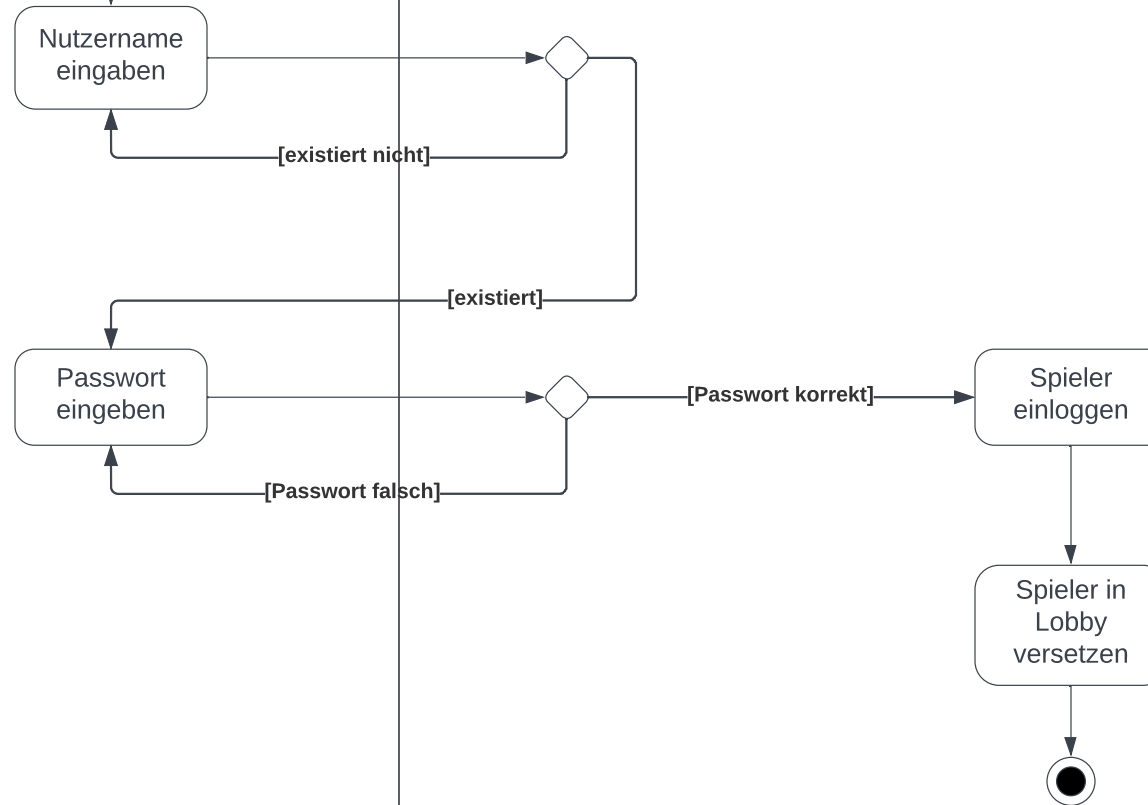 Nutzername
eingaben
[existiert nicht]
[existiert]
Passwort
eingeben
[Passwort korrekt]
Spieler
einloggen
[Passwort falsch]
Spieler in
Lobby
versetzen